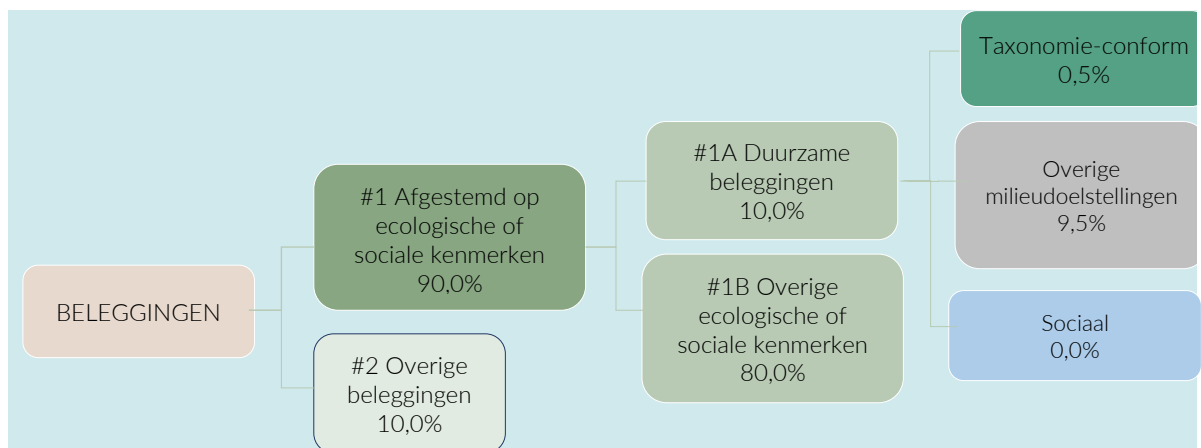 BELEGGINGEN
#1 Afgestemd op
ecologische of
sociale kenmerken
90,0%
#2 Overige
beleggingen
10,0%
#1A Duurzame
beleggingen
10,0%
#1B Overige
ecologische of
sociale kenmerken
80,0%
Taxonomie-conform
0,5%
Overige
milieudoelstellingen
9,5%
Sociaal
0,0%